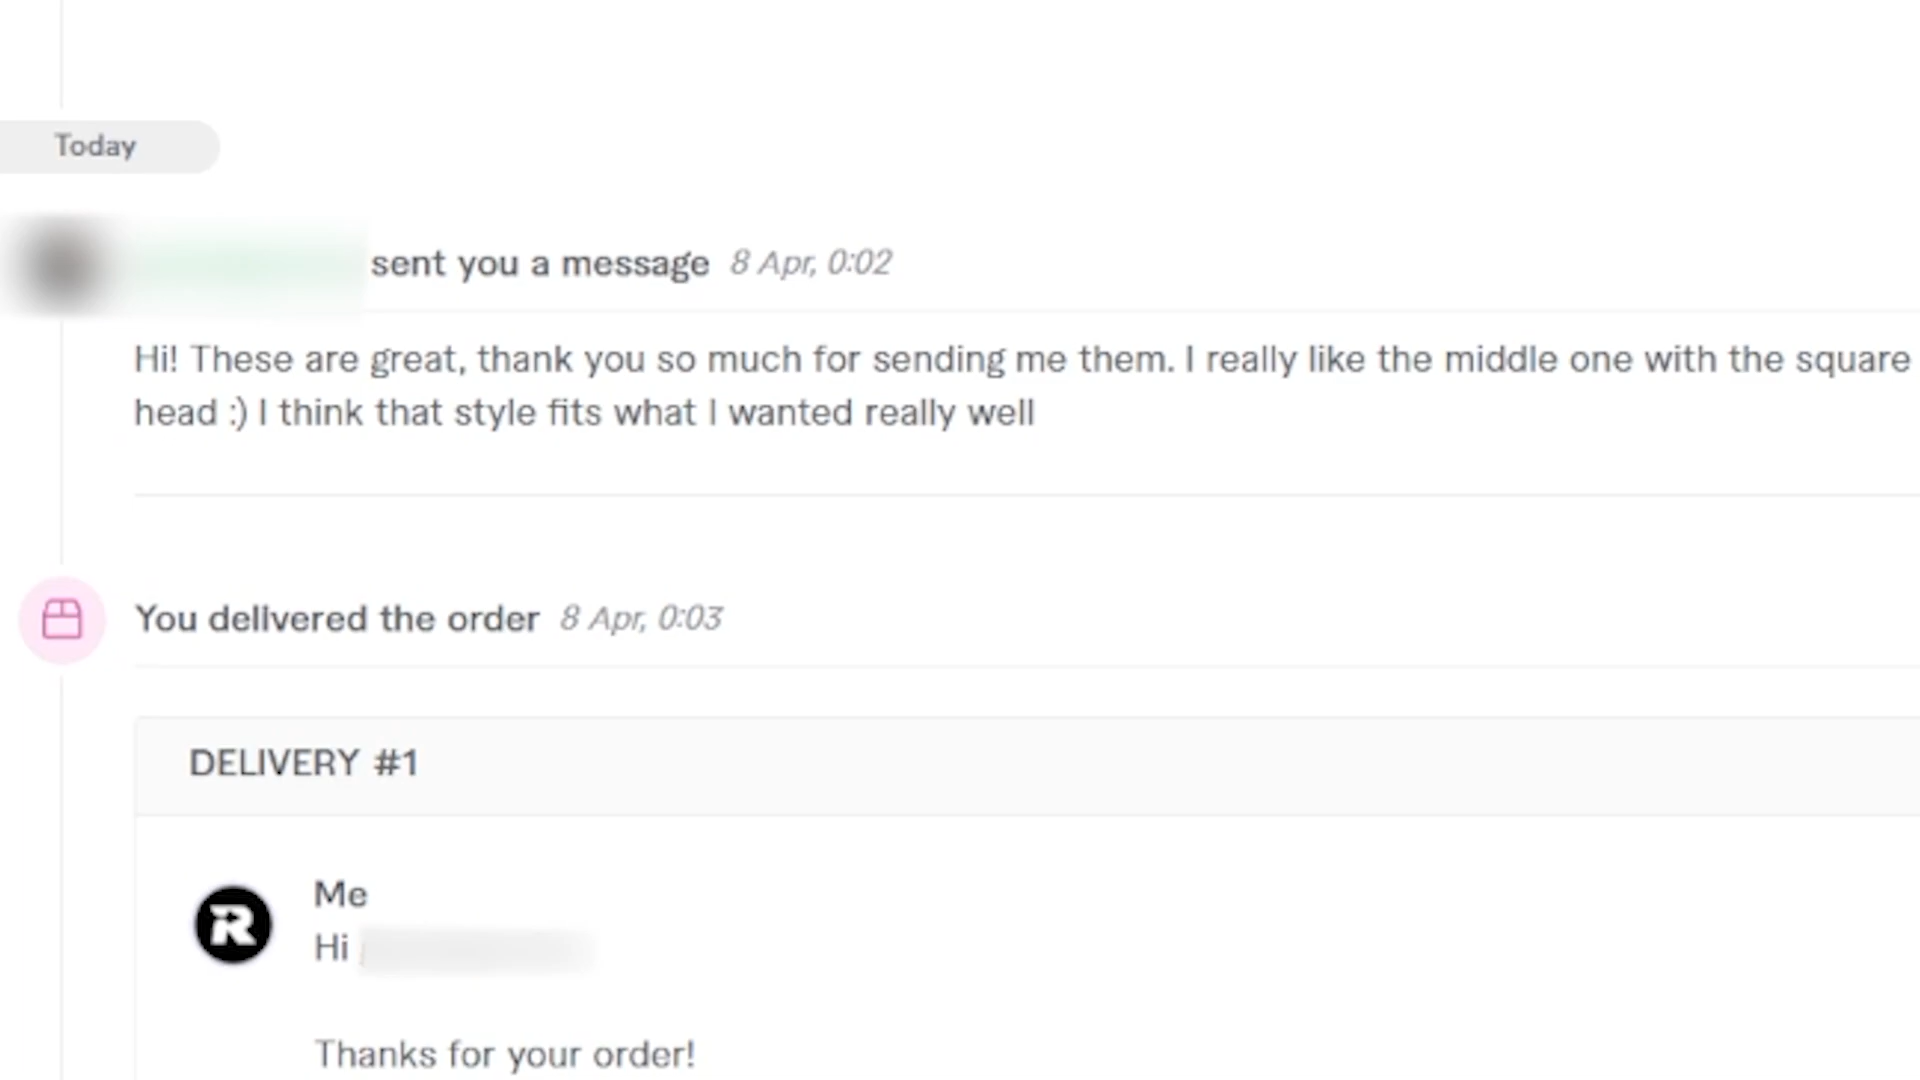 Today
sent you a message 8 Apr, 0:02
Hi! These are great, thank you so much for sending me them. I really like the middle one with the square
head :) I think that style fits what I wanted really well
You delivered the order 8 Apr, 0:03
DELIVERY #1
R
Me
Hi
Thanks for your order!